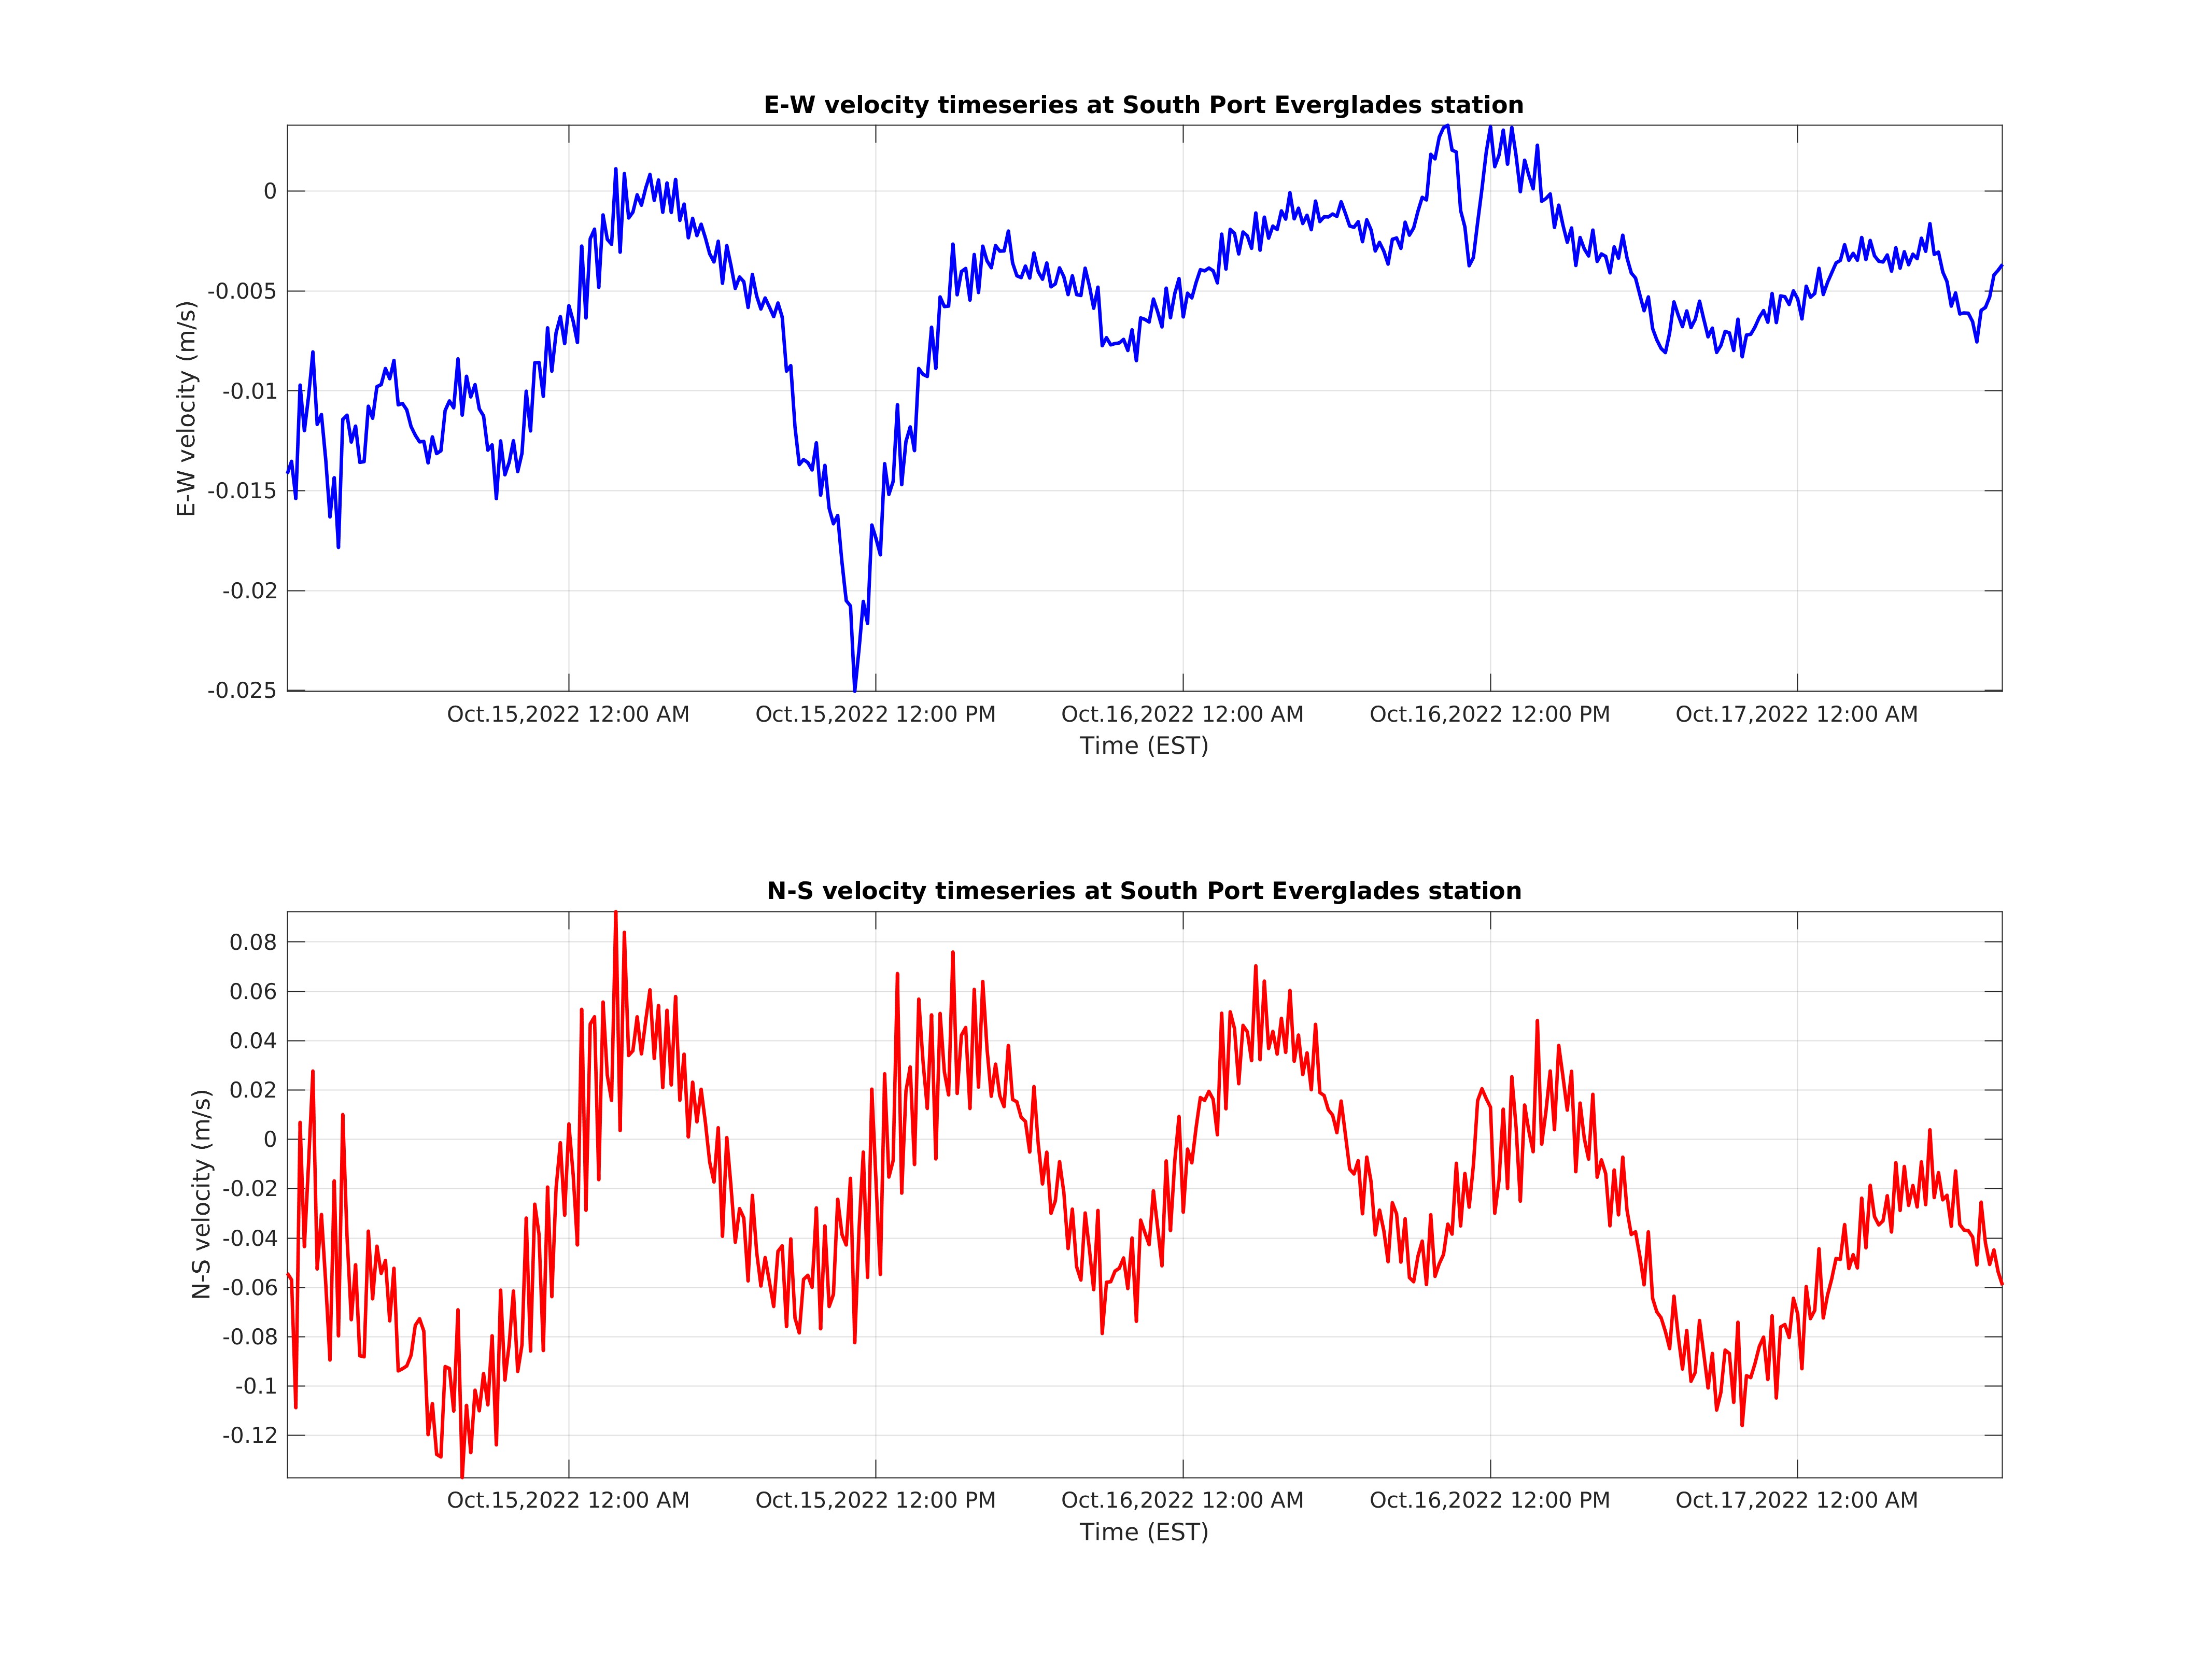 E-W velocity timeseries at South Port Everglades station
E-W velocity (m/s)
0
-0.005
-0.01
-0.015
-0.02
-0.025
Oct.15,2022 12:00 AM
Oct.15,2022 12:00 PM
Oct.16,2022 12:00 AM
Oct.16,2022 12:00 PM
Oct.17,2022 12:00 AM
Time (EST)
N-S velocity timeseries at South Port Everglades station
N-S velocity (m/s)
0.08
0.06
0.04
0.02
0
-0.02
-0.04
-0.06
-0.08
-0.1
-0.12
Oct.15,2022 12:00 AM
Oct.15,2022 12:00 PM
Oct.16,2022 12:00 AM
Oct.16,2022 12:00 PM
Oct.17,2022 12:00 AM
Time (EST)